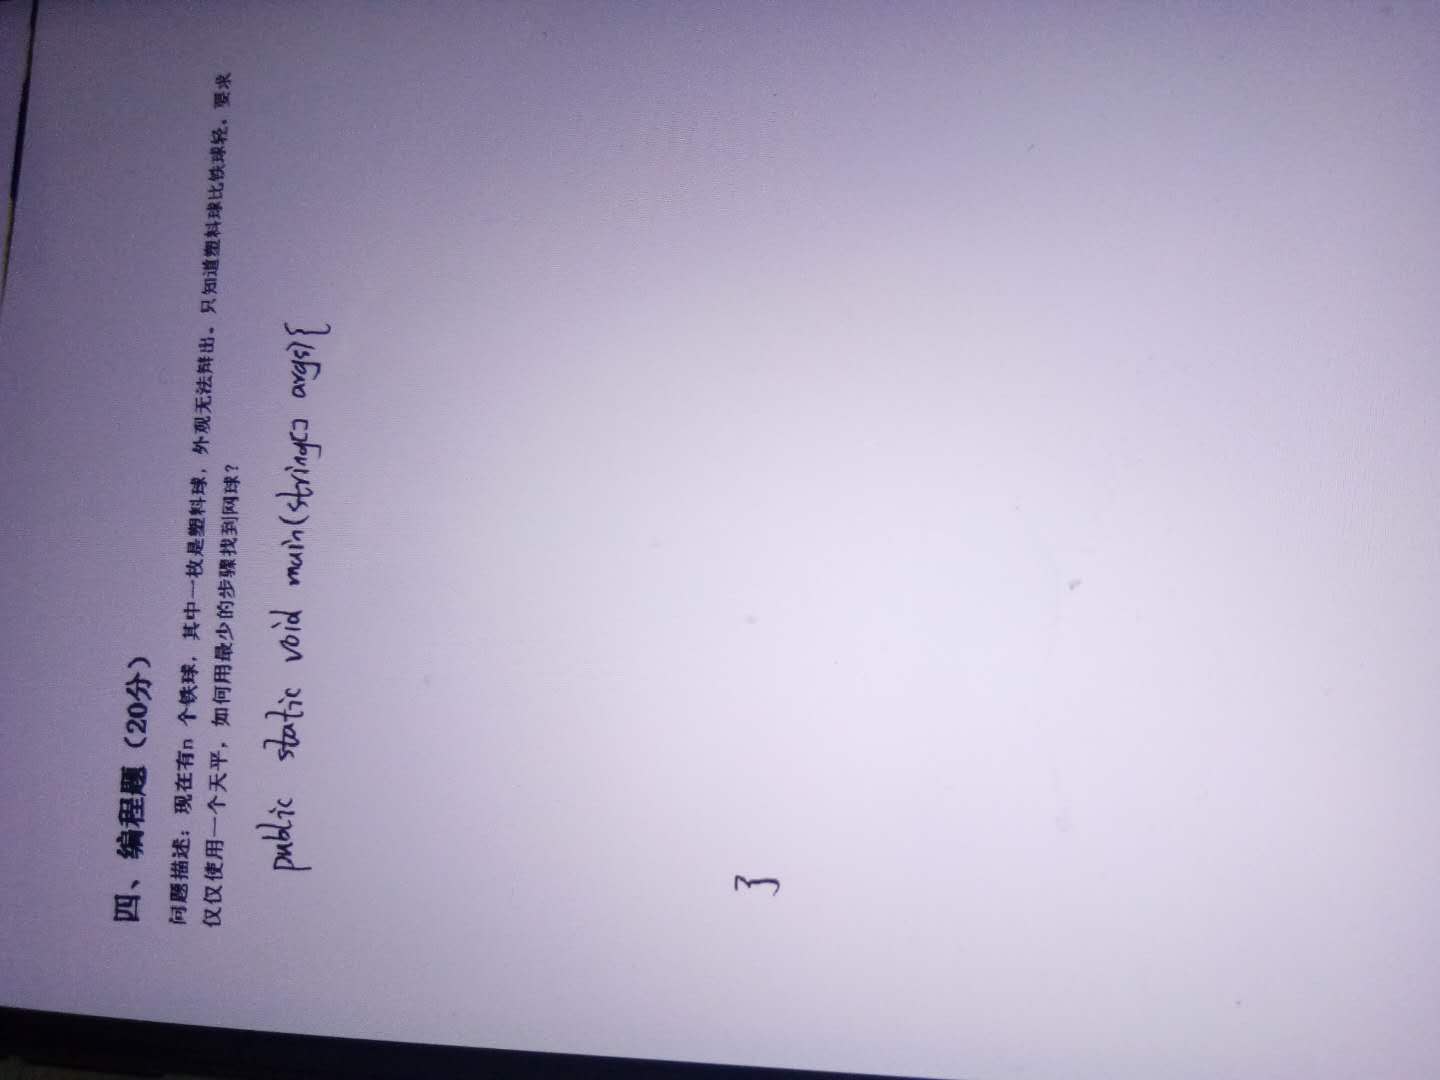 四、编程题（20分）
问题描述：现在有n 个铁球，其中一枚是塑料球，外观无法辩出。只知道塑料球比铁球轻。要求
仅仅使用一个天平，如何用最少的步骤找到网球？
public static void main(string[] args){
}